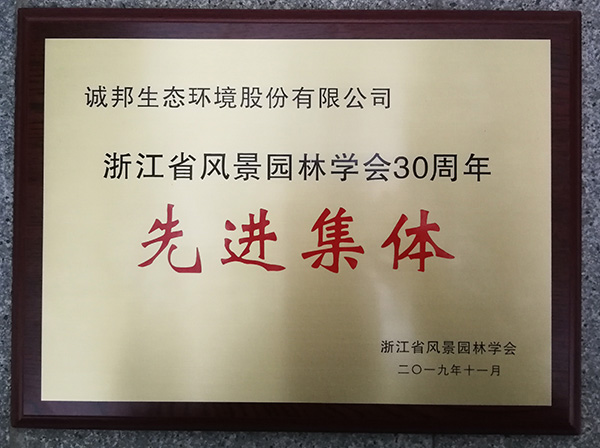 诚邦生态环境股份有限公司
浙江省风景园林学会30周年
先进集体
浙江省风景园林学会
二〇一九年十一月